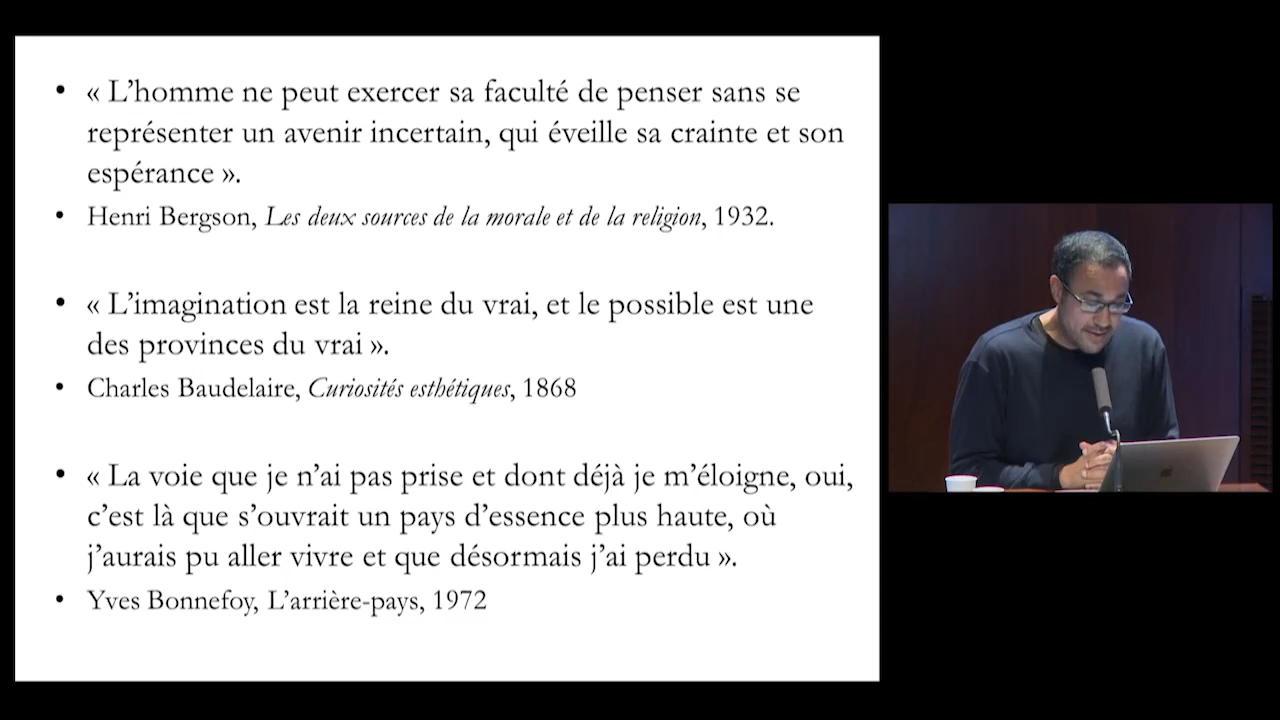 • « L’homme ne peut exercer sa faculté de penser sans se
représenter un avenir incertain, qui éveille sa crainte et son
espérance ».
• Henri Bergson, Les deux sources de la morale et de la religion, 1932.
• « L’imagination est la reine du vrai, et le possible est une
des provinces du vrai ».
• Charles Baudelaire, Curiosités esthétiques, 1868
• « La voie que je n’ai pas prise et dont déjà je m’éloigne, oui,
c’est là que s’ouvrait un pays d’essence plus haute, où
j’aurais pu aller vivre et que désormais j’ai perdu ».
• Yves Bonnefoy, L’arrière-pays, 1972